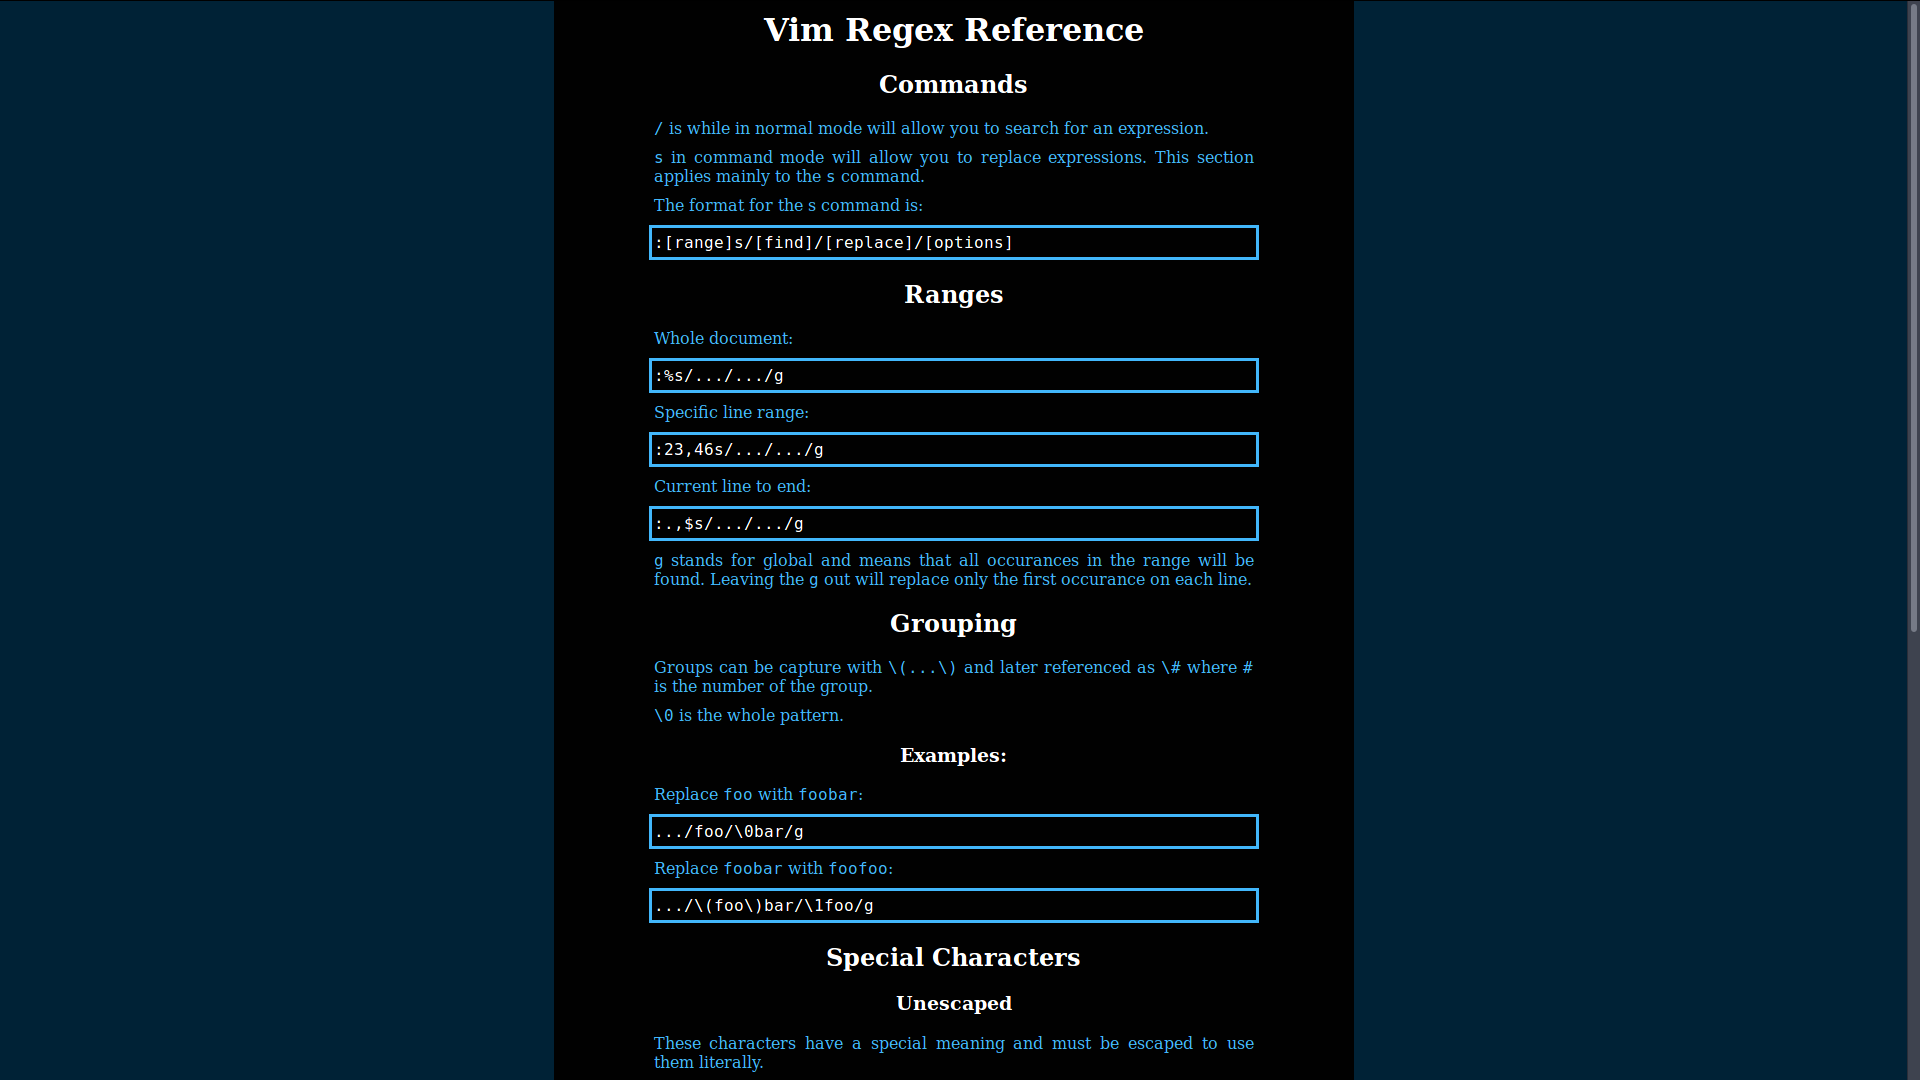 Vim Regex Reference
Commands
/ is while in normal mode will allow you to search for an expression.
s in command mode will allow you to replace expressions. This section
applies mainly to the s command.
The format for the s command is:
:[range]s/[find]/[replace]/[options]
Ranges
Whole document:
:%s/.../.../g
Specific line range:
:23,46s/.../.../g
Current line to end:
:.,$s/.../.../g
g stands for global and means that all occurances in the range will be
found. Leaving the g out will replace only the first occurance on each line.
Grouping
Groups can be capture with \(...\) and later referenced as \# where #
is the number of the group.
\0 is the whole pattern.
Examples:
Replace foo with foobar:
.../foo/\0bar/g
Replace foobar with foofoo:
.../\(foo\)bar/\1foo/g
Special Characters
Unescaped
These characters have a special meaning and must be escaped to use
them literally.